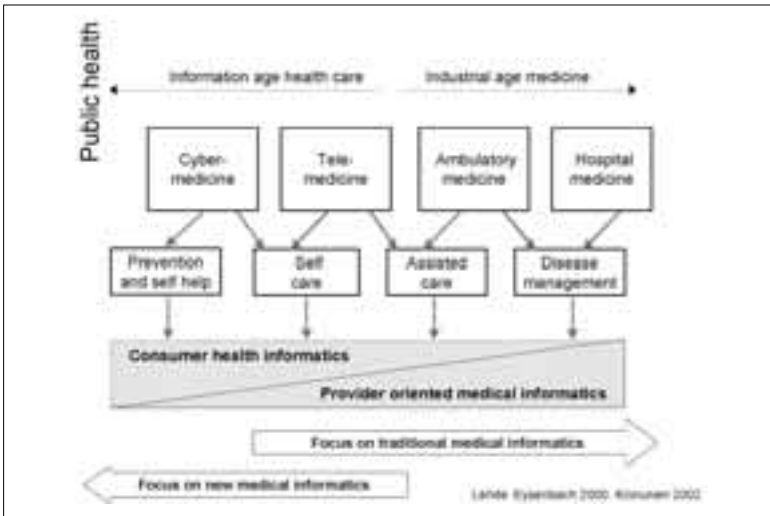 Public health
Information age health care
Industrial age medicine
Cyber-
medicine
Tele-
medicine
Ambulatory
medicine
Hospital
medicine
Prevention
and self help
Self
care
Assisted
care
Disease
management
Consumer health informatics
Provider oriented medical informatics
Focus on traditional medical informatics
Focus on new medical informatics
Lähde Eysenbach 2000 2002